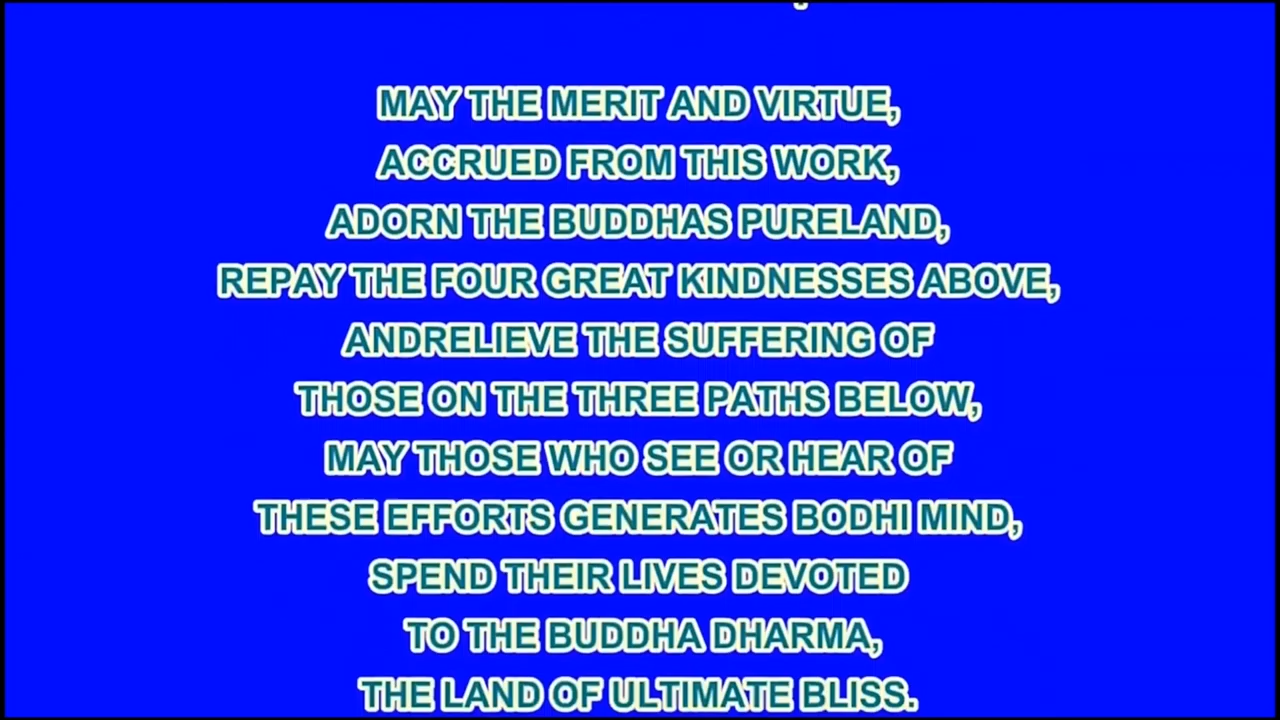 MAY THE MERIT AND VIRTUE,
ACCRUED FROM THIS WORK,
ADORN THE BUDDHAS PURELAND,
REPAY THE FOUR GREAT KINDNESSES ABOVE,
ANDRELIEVE THE SUFFERING OF
THOSE ON THE THREE PATHS BELOW,
MAY THOSE WHO SEE OR HEAR OF
THESE EFFORTS GENERATES BODHI MIND,
SPEND THEIR LIVES DEVOTED
TO THE BUDDHA DHARMA,
THE LAND OF ULTIMATE BLISS.